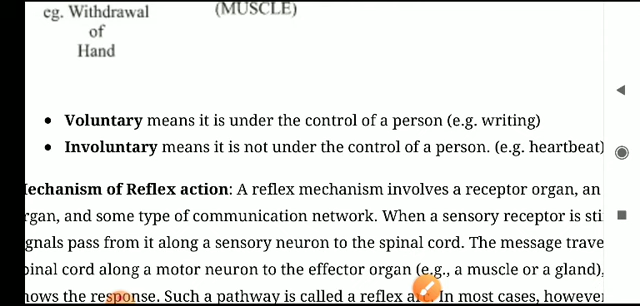 eg. Withdrawal (MUSCLE)
of
Hand
• Voluntary means it is under the control of a person (e.g. writing)
• Involuntary means it is not under the control of a person. (e.g. heartbeat)
echanism of Reflex action: A reflex mechanism involves a receptor organ, an
rgan, and some type of communication network. When a sensory receptor is sti
gnals pass from it along a sensory neuron to the spinal cord. The message trave
inal cord along a motor neuron to the effector organ (e.g., a muscle or a gland),
hows the response. Such a pathway is called a reflex In most cases, however